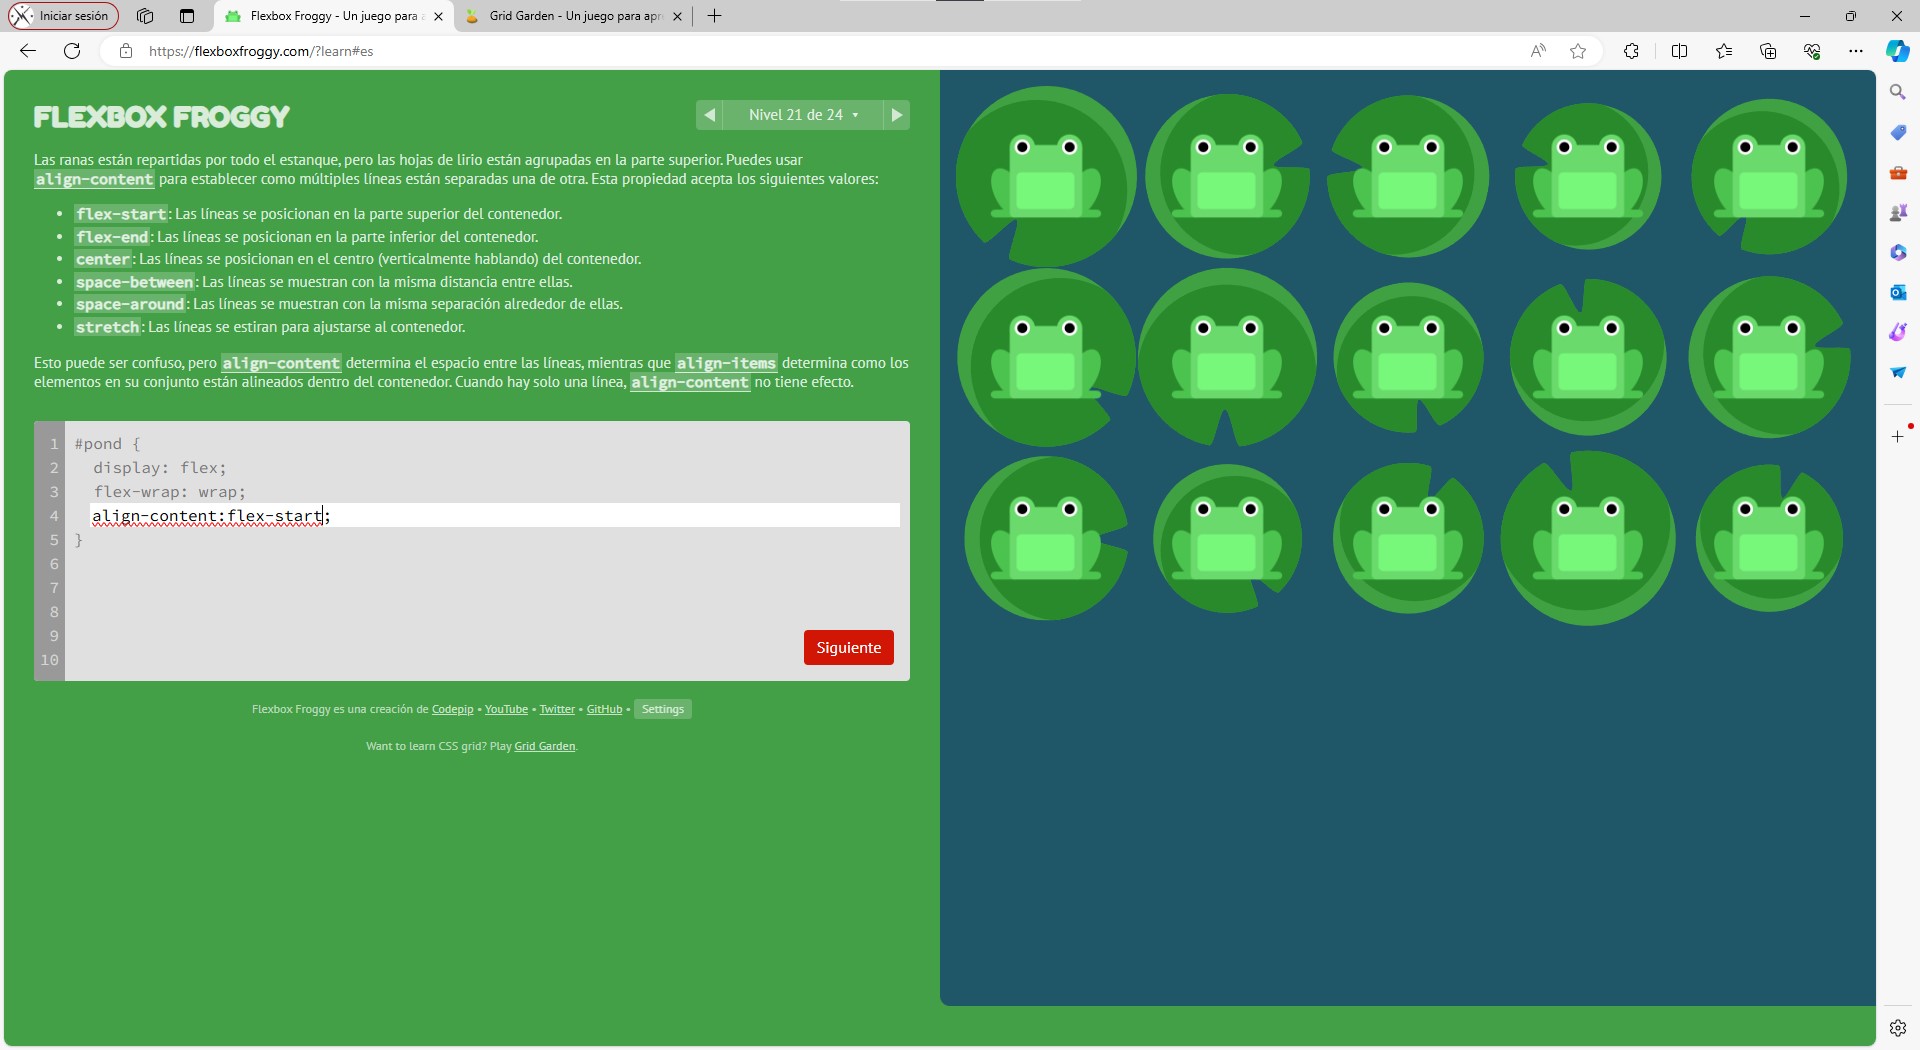 Iniciar sesión
Flexbox Froggy - Un juego para a
Grid Garden - Un juego para apr
https://flexboxfroggy.com/?learn#es
FLEXBOX FROGGY
Nivel 21 de 24
Las ranas están repartidas por todo el estanque, pero las hojas de lirio están agrupadas en la parte superior. Puedes usar
align-content para establecer como múltiples líneas están separadas una de otra. Esta propiedad acepta los siguientes valores:
• flex-start: Las líneas se posicionan en la parte superior del contenedor.
• flex-end: Las líneas se posicionan en la parte inferior del contenedor.
• center: Las líneas se posicionan en el centro (verticalmente hablando) del contenedor.
• space-between: Las líneas se muestran con la misma distancia entre ellas.
• space-around: Las líneas se muestran con la misma separación alrededor de ellas.
• stretch: Las líneas se estiran para ajustarse al contenedor.
Esto puede ser confuso, pero align-content determina el espacio entre las líneas, mientras que align-items determina como los
elementos en su conjunto están alineados dentro del contenedor. Cuando hay solo una línea, align-content no tiene efecto.
1 #pond {
2 display: flex;
3 flex-wrap: wrap;
4 align-content:flex-start;
5 }
6
7
8
9
10
Siguiente
Flexbox Froggy es una creación de Codepip • YouTube • Twitter • GitHub • Settings
Want to learn CSS grid? Play Grid Garden.